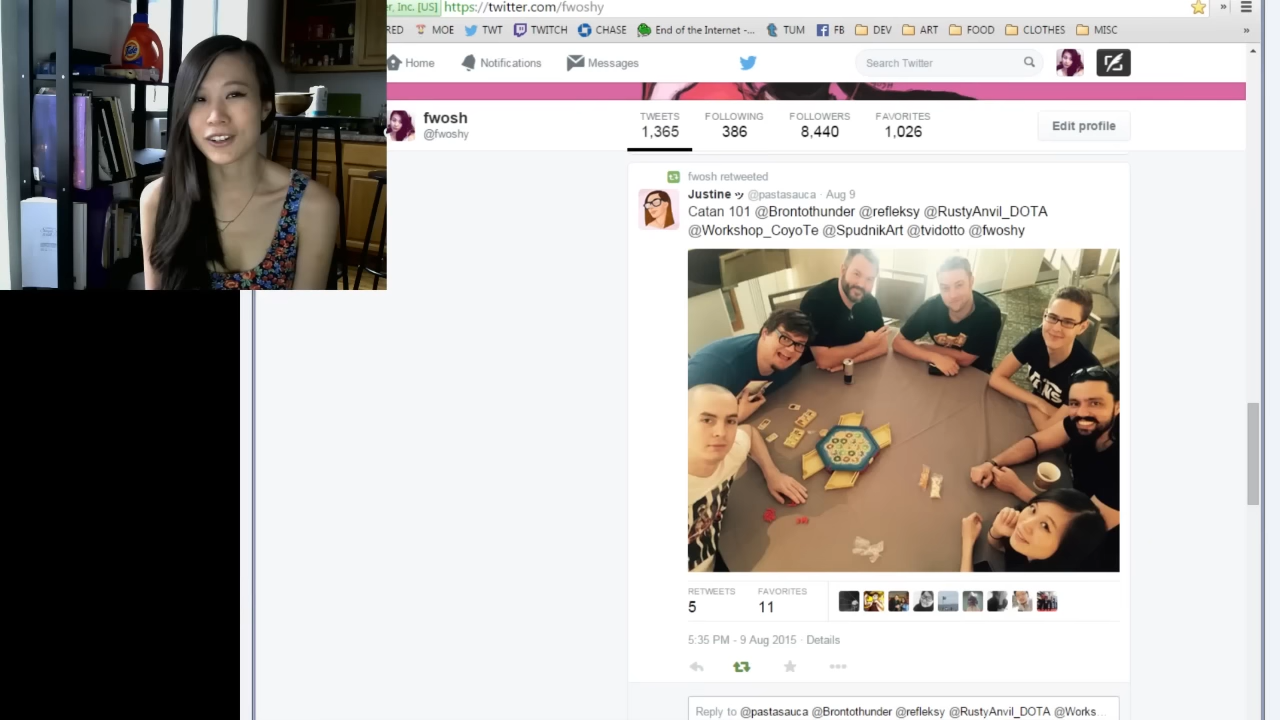 r, Inc. [US] https://twitter.com/fwoshy
RED MOE TWT TWITCH CHASE End of the Internet -... TUM FB DEV ART FOOD CLOTHES MISC »
Home Notifications Messages Search Twitter
fwosh
@fwoshy
TWEETS FOLLOWING FOLLOWERS FAVORITES
1,365 386 8,440 1,026
Edit profile
fwosh retweeted
Justine ッ @pastasauca · Aug 9
Catan 101 @Brontothunder @refleksy @RustyAnvil_DOTA
@Workshop_CoyoTe @SpudnikArt @tvidotto @fwoshy
RETWEETS FAVORITES
5 11
5:35 PM - 9 Aug 2015 · Details
Reply to @pastasauca @Brontothunder @refleksy @RustyAnvil_DOTA @Works...